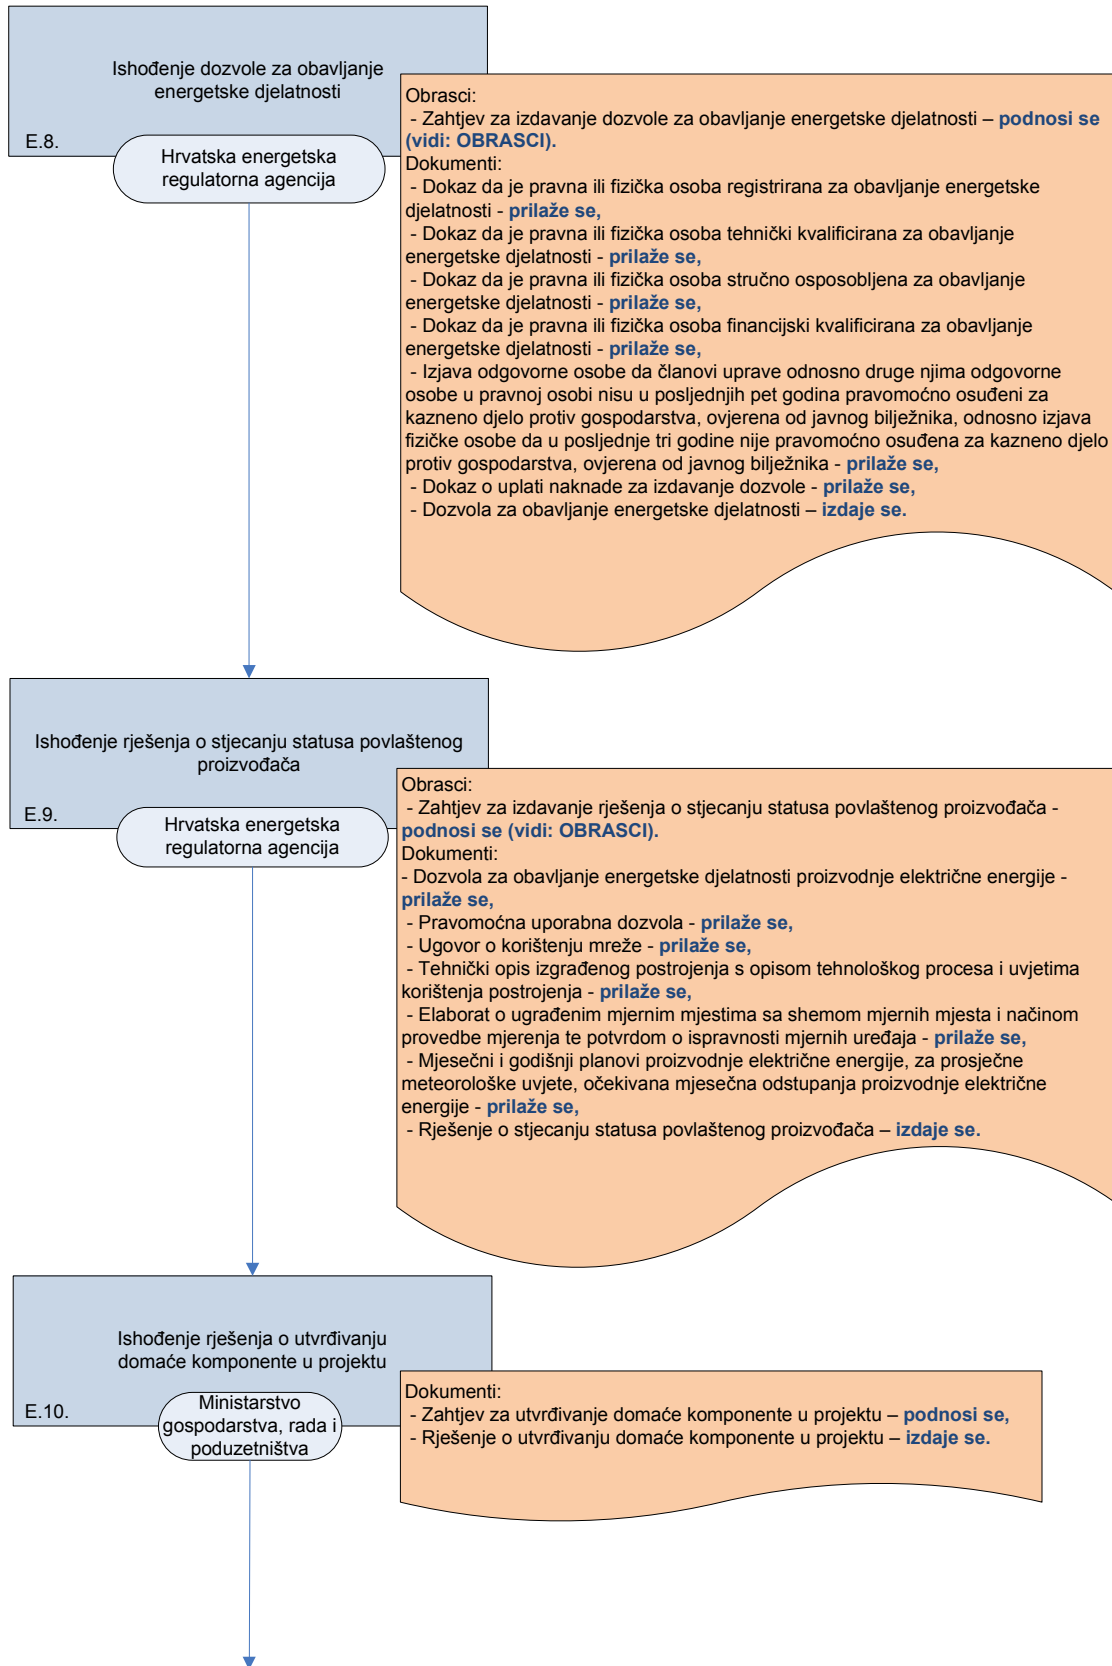 Ishođenje dozvole za obavljanje
energetske djelatnosti
E.8.
Hrvatska energetska
regulatorna agencija
Obrasci:
- Zahtjev za izdavanje dozvole za obavljanje energetske djelatnosti – podnosi se
(vidi: OBRASCI).
Dokumenti:
- Dokaz da je pravna ili fizička osoba registrirana za obavljanje energetske
djelatnosti - prilaže se,
- Dokaz da je pravna ili fizička osoba tehnički kvalificirana za obavljanje
energetske djelatnosti - prilaže se,
- Dokaz da je pravna ili fizička osoba stručno osposobljena za obavljanje
energetske djelatnosti - prilaže se,
- Dokaz da je pravna ili fizička osoba financijski kvalificirana za obavljanje
energetske djelatnosti - prilaže se,
- Izjava odgovorne osobe da članovi uprave odnosno druge njima odgovorne
osobe u pravnoj osobi nisu u posljednjih pet godina pravomoćno osuđeni za
kazneno djelo protiv gospodarstva, ovjerena od javnog bilježnika, odnosno izjava
fizičke osobe da u posljednje tri godine nije pravomoćno osuđena za kazneno djelo
protiv gospodarstva, ovjerena od javnog bilježnika - prilaže se,
- Dokaz o uplati naknade za izdavanje dozvole - prilaže se,
- Dozvola za obavljanje energetske djelatnosti – izdaje se.
Ishođenje rješenja o stjecanju statusa povlaštenog
proizvođača
E.9.
Hrvatska energetska
regulatorna agencija
Obrasci:
- Zahtjev za izdavanje rješenja o stjecanju statusa povlaštenog proizvođača -
podnosi se (vidi: OBRASCI).
Dokumenti:
- Dozvola za obavljanje energetske djelatnosti proizvodnje električne energije -
prilaže se,
- Pravomoćna uporabna dozvola - prilaže se,
- Ugovor o korištenju mreže - prilaže se,
- Tehnički opis izgrađenog postrojenja s opisom tehnološkog procesa i uvjetima
korištenja postrojenja - prilaže se,
- Elaborat o ugrađenim mjernim mjestima sa shemom mjernih mjesta i načinom
provedbe mjerenja te potvrdom o ispravnosti mjernih uređaja - prilaže se,
- Mjesečni i godišnji planovi proizvodnje električne energije, za prosječne
meteorološke uvjete, očekivana mjesečna odstupanja proizvodnje električne
energije - prilaže se,
- Rješenje o stjecanju statusa povlaštenog proizvođača – izdaje se.
Ishođenje rješenja o utvrđivanju
domaće komponente u projektu
E.10.
Ministarstvo
gospodarstva, rada i
poduzetništva
Dokumenti:
- Zahtjev za utvrđivanje domaće komponente u projektu – podnosi se,
- Rješenje o utvrđivanju domaće komponente u projektu – izdaje se.